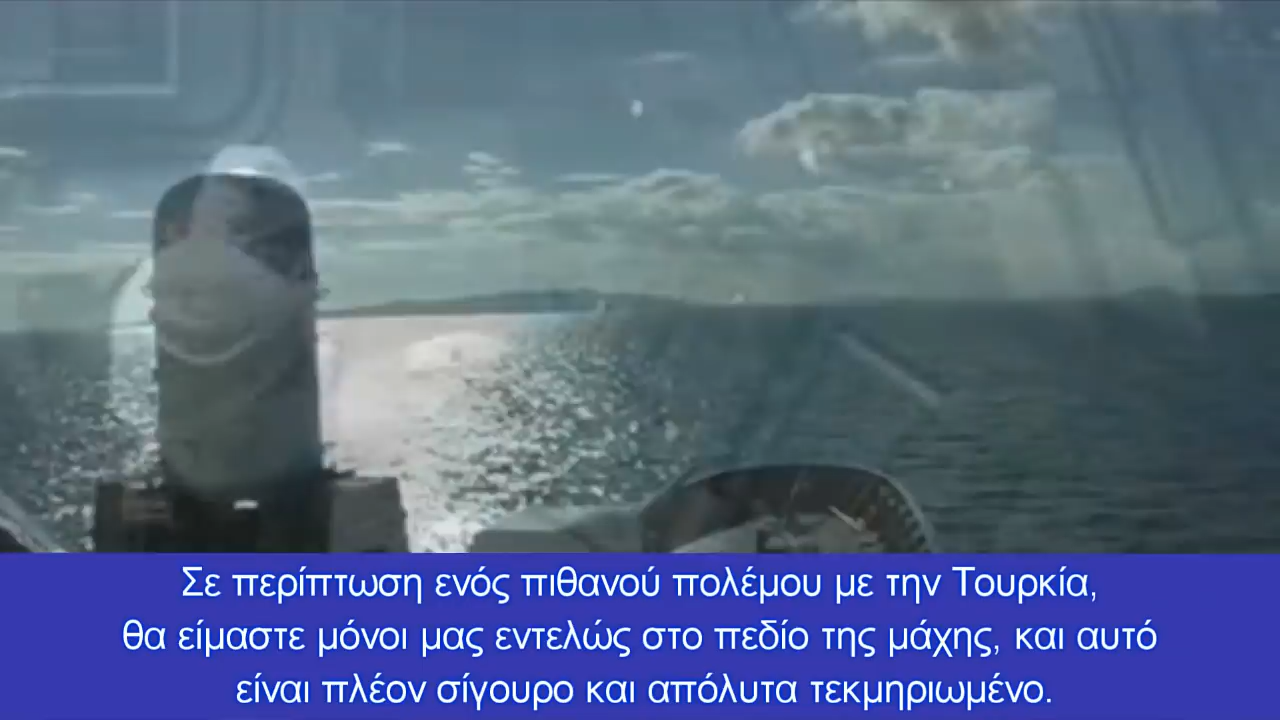 Σε περίπτωση ενός πιθανού πολέμου με την Τουρκία,
θα είμαστε μόνοι μας εντελώς στο πεδίο της μάχης, και αυτό
είναι πλέον σίγουρο και απόλυτα τεκμηριωμένο.